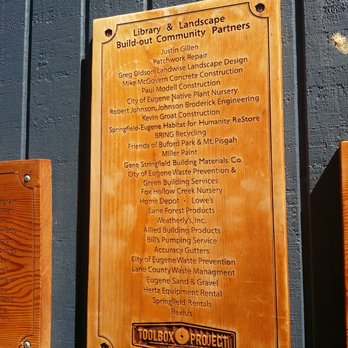 Library & Landscape
Build-out Community Partners
Justin Gillen
Patchwork Repair
Greg Oldson, Landwise Landscape Design
Mike McGovern Concrete Construction
Paul Modell Construction
City of Eugene Native Plant Nursery
Robert Johnson, Johnson Broderick Engineering
Kevin Groat Construction
Springfield-Eugene Habitat for Humanity ReStore
BRING Recycling
Friends of Buford Park & Mt. Pisgah
Miller Paint
Gene Stringfield Building Materials Co.
City of Eugene Waste Prevention &
Green Building Services
Fox Hollow Creek Nursery
Home Depot · Lowe's
Lane Forest Products
Weatherly's, Inc.
Allied Building Products
Bill's Pumping Service
Accuracy Gutters
City of Eugene Waste Prevention
Lane County Waste Managment
Eugene Sand & Gravel
Hertz Equipment Rental
Springfield Rentals
Rexius
TOOLBOX PROJECT